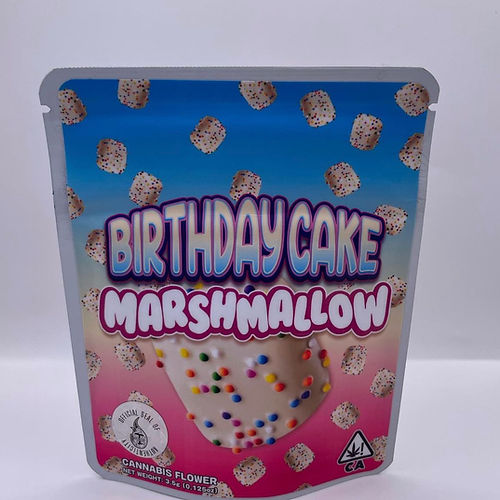 BIRTHDAY CAKE
MARSHMALLOW
OFFICIAL SEAL OF
CANNABIS FLOWER
NET WEIGHT: 3.5g (0.125oz)
CA